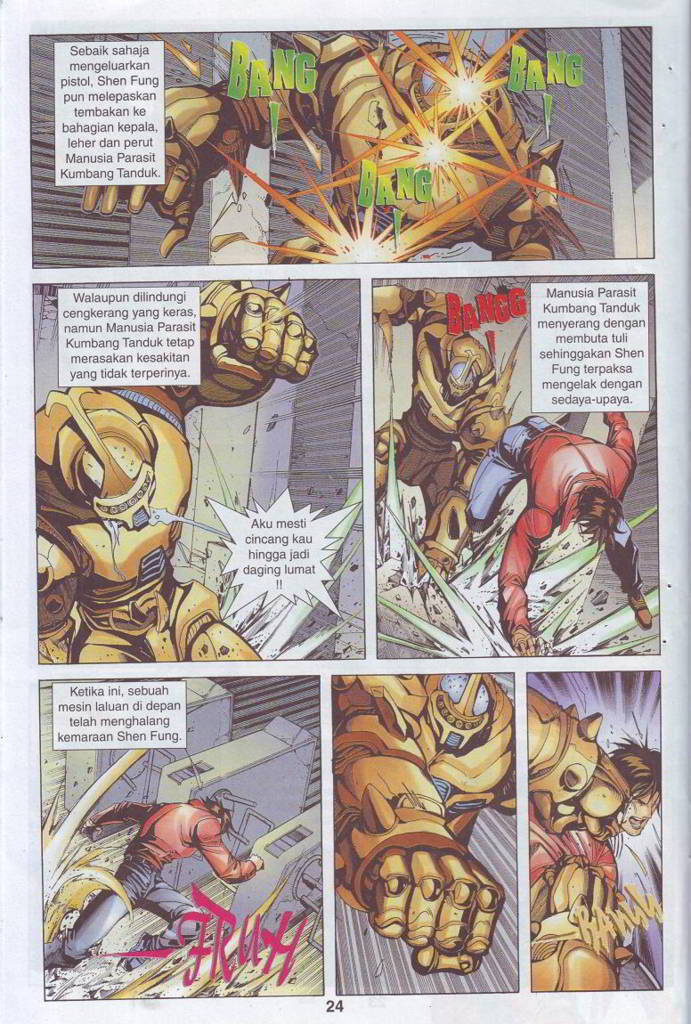 Sebaik sahaja
mengeluarkan
pistol, Shen Fung
pun melepaskan
tembakan ke
bahagian kepala,
leher dan perut
Manusia Parasit
Kumbang Tanduk.
BANG
!
BANG
!
BANG
!
Walaupun dilindungi
cengkerang yang keras,
namun Manusia Parasit
Kumbang Tanduk tetap
merasakan kesakitan
yang tidak terperinya.
Aku mesti
cincang kau
hingga jadi
daging lumat
!!
BANGG
!
Manusia Parasit
Kumbang Tanduk
menyerang dengan
membuta tuli
sehinggakan Shen
Fung terpaksa
mengelak dengan
sedaya-upaya.
Ketika ini, sebuah
mesin laluan di depan
telah menghalang
kemaraan Shen Fung.
24